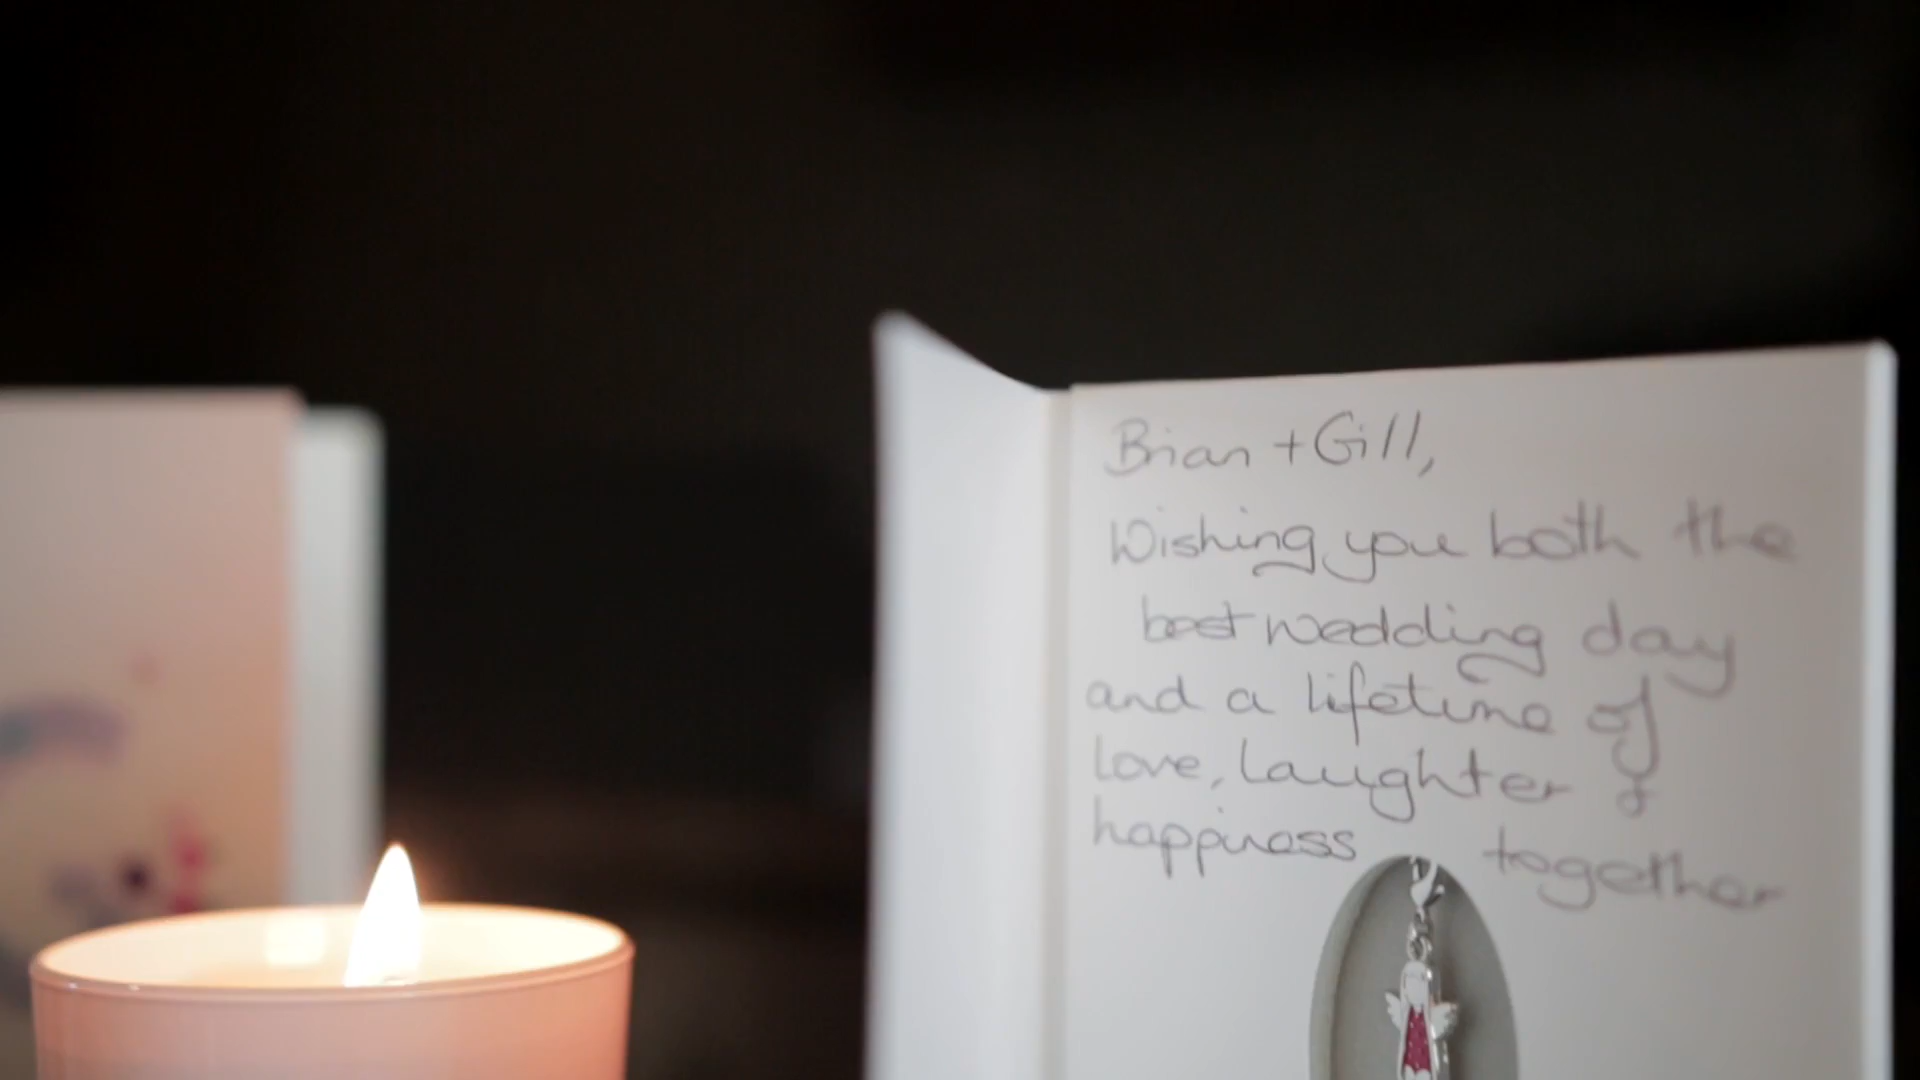 Brian + Gill,
Wishing you both the
best wedding day
and a lifetime of
love, laughter &
happiness together